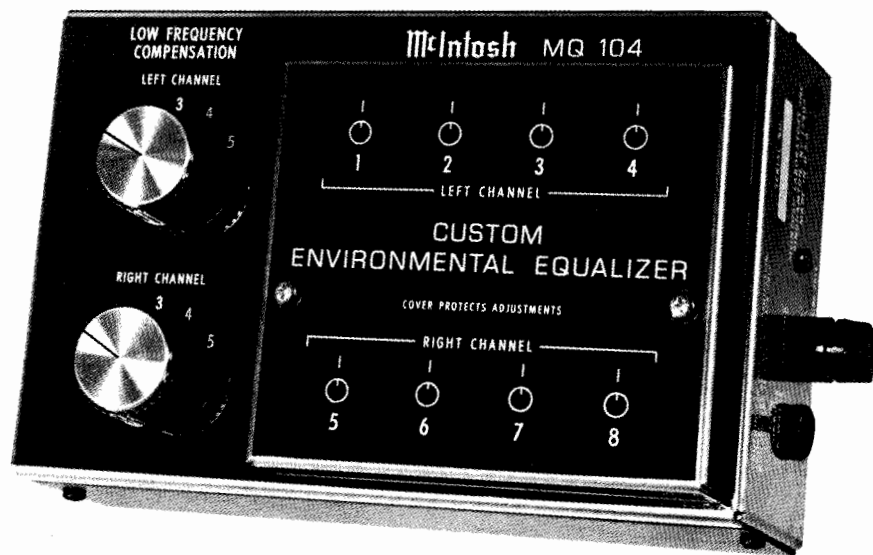 LOW FREQUENCY
COMPENSATION
LEFT CHANNEL
3 4 5
RIGHT CHANNEL
3 4 5
McIntosh MQ 104
1 2 3 4
LEFT CHANNEL
CUSTOM
ENVIRONMENTAL EQUALIZER
COVER PROTECTS ADJUSTMENTS
RIGHT CHANNEL
5 6 7 8